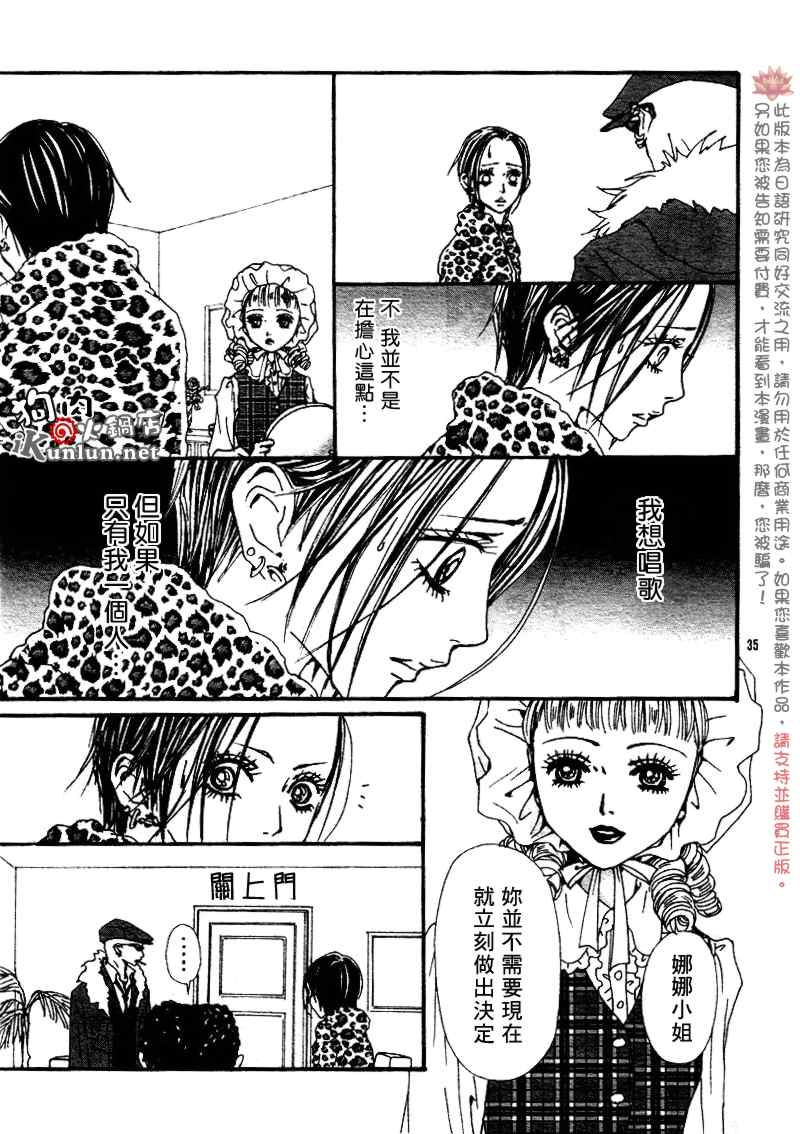 不 我並不是
在擔心這點…
我想唱歌
但如果
只有我一個人…
35
娜娜小姐
妳並不需要現在
就立刻做出決定
關上門
……
火鍋店
iKunlun.net
此版本為日語研究同好交流之用，請勿用於任何商業用途。如果您喜歡本作品，請支持並購買正版。
另如果您被告知需要付費，才能看到本漫畫，那麼，您被騙了！